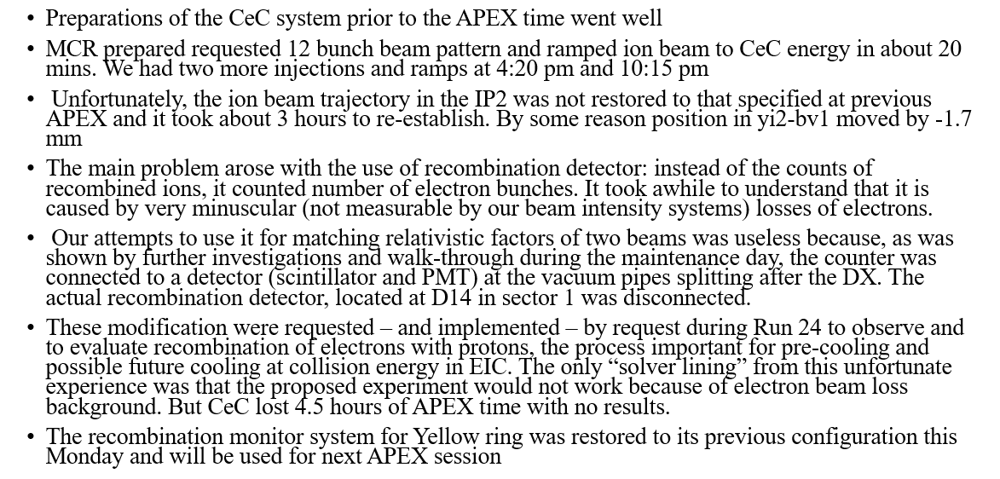 • Preparations of the CeC system prior to the APEX time went well
• MCR prepared requested 12 bunch beam pattern and ramped ion beam to CeC energy in about 20
mins. We had two more injections and ramps at 4:20 pm and 10:15 pm
• Unfortunately, the ion beam trajectory in the IP2 was not restored to that specified at previous
APEX and it took about 3 hours to re-establish. By some reason position in yi2-bv1 moved by -1.7
mm
• The main problem arose with the use of recombination detector: instead of the counts of
recombined ions, it counted number of electron bunches. It took awhile to understand that it is
caused by very minuscular (not measurable by our beam intensity systems) losses of electrons.
• Our attempts to use it for matching relativistic factors of two beams was useless because, as was
shown by further investigations and walk-through during the maintenance day, the counter was
connected to a detector (scintillator and PMT) at the vacuum pipes splitting after the DX. The
actual recombination detector, located at D14 in sector 1 was disconnected.
• These modification were requested – and implemented – by request during Run 24 to observe and
to evaluate recombination of electrons with protons, the process important for pre-cooling and
possible future cooling at collision energy in EIC. The only “solver lining” from this unfortunate
experience was that the proposed experiment would not work because of electron beam loss
background. But CeC lost 4.5 hours of APEX time with no results.
• The recombination monitor system for Yellow ring was restored to its previous configuration this
Monday and will be used for next APEX session